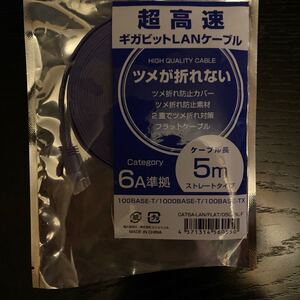 超高速
ギガビットLANケーブル
HIGH QUALITY CABLE
ツメが折れない
ツメ折れ防止カバー
ツメ折れ防止素材
2重でツメ折れ対策
フラットケーブル
Category
6A準拠
ケーブル長
5m
ストレートタイプ
100BASE-T/1000BASE-T/10GBASE-TX
MADE IN CHINA